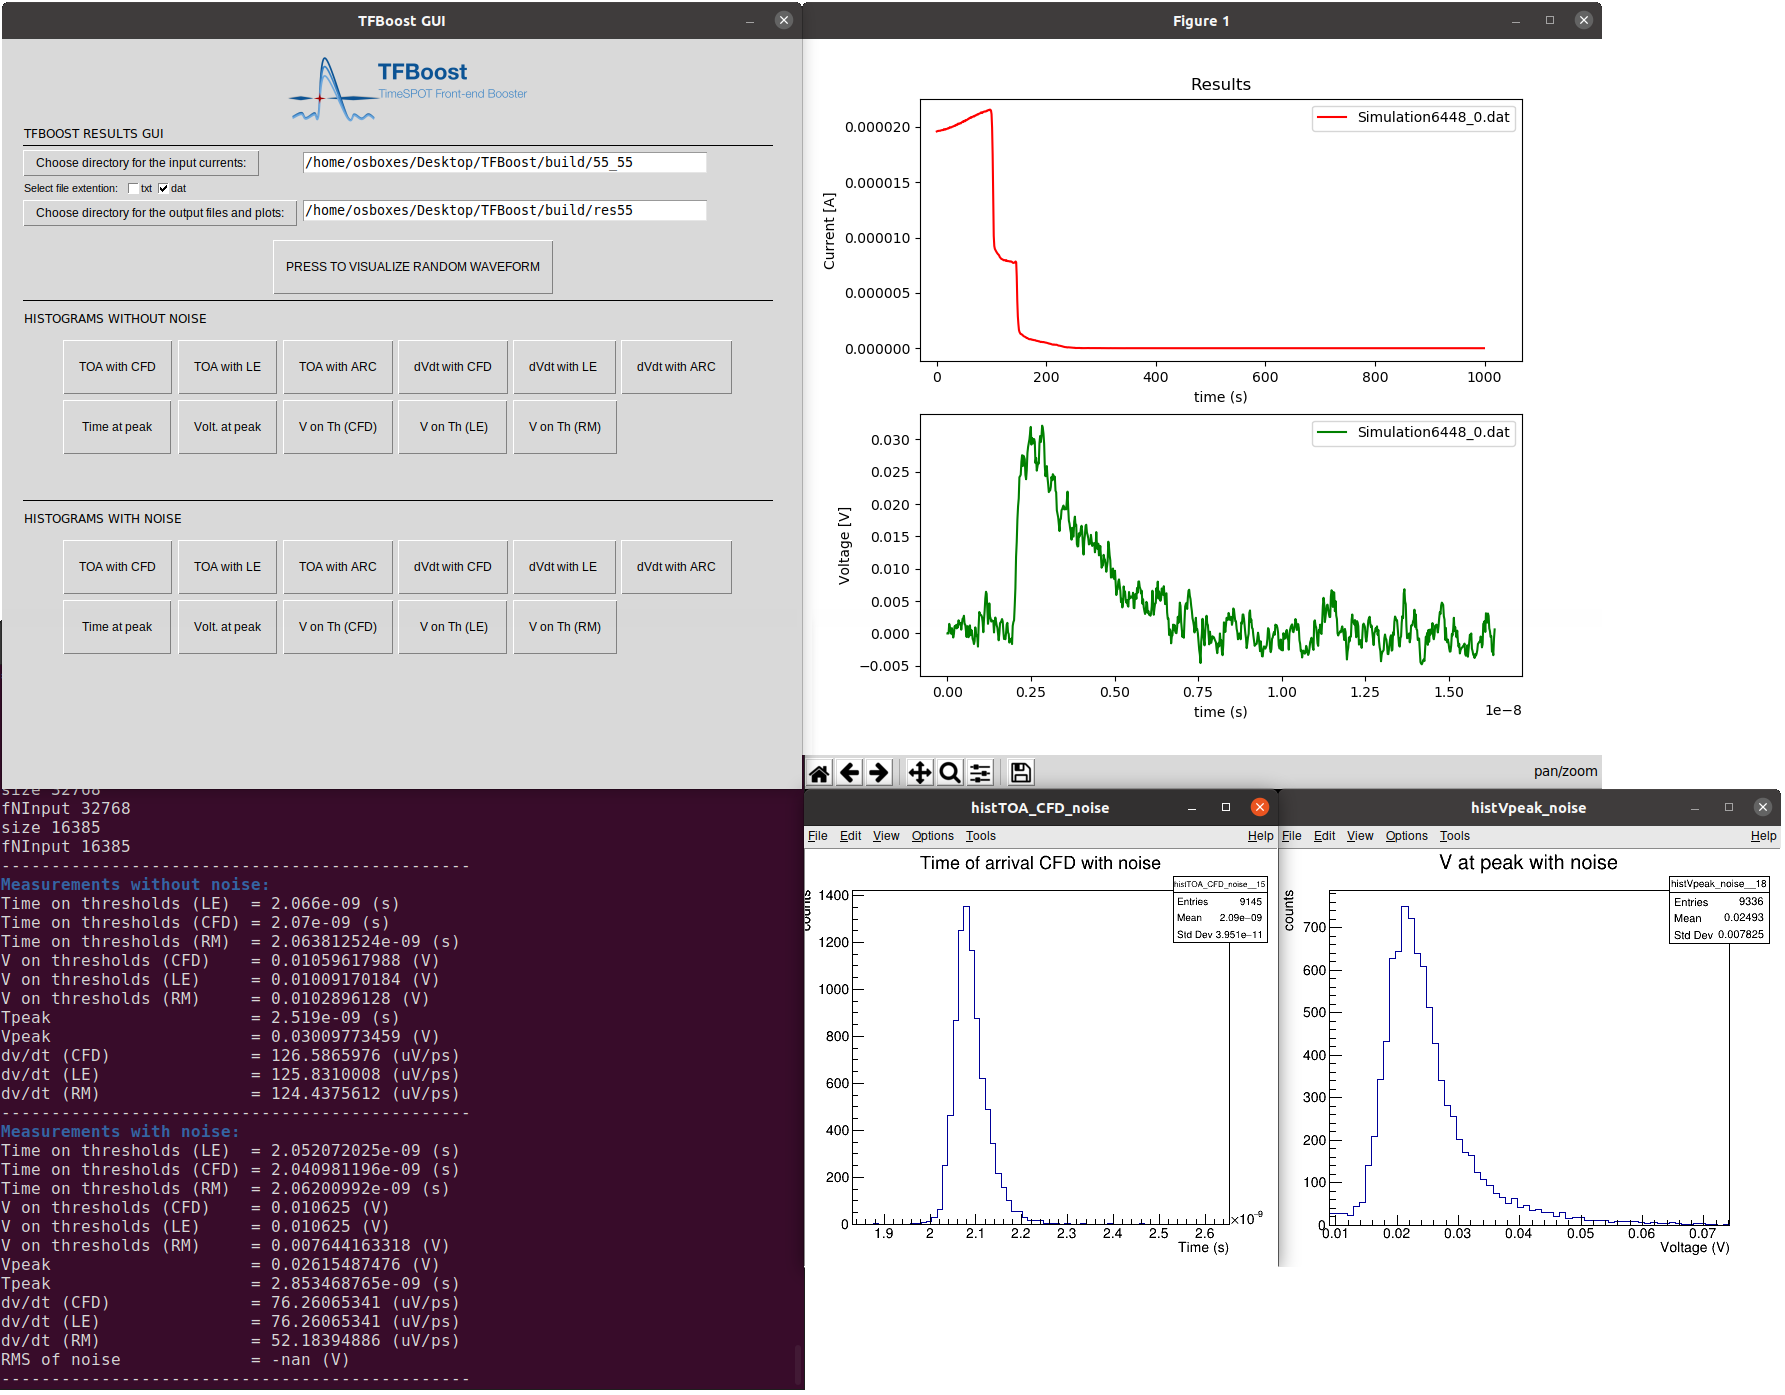 TFBoost GUI
TFBoost
TimeSPOT Front-end Booster
TFBOOST RESULTS GUI
Choose directory for the input currents: /home/osboxes/Desktop/TFBoost/build/55_55
Select file extention: txt dat
Choose directory for the output files and plots: /home/osboxes/Desktop/TFBoost/build/res55
PRESS TO VISUALIZE RANDOM WAVEFORM
HISTOGRAMS WITHOUT NOISE
TOA with CFD TOA with LE TOA with ARC dVdt with CFD dVdt with LE dVdt with ARC
Time at peak Volt. at peak V on Th (CFD) V on Th (LE) V on Th (RM)
HISTOGRAMS WITH NOISE
TOA with CFD TOA with LE TOA with ARC dVdt with CFD dVdt with LE dVdt with ARC
Time at peak Volt. at peak V on Th (CFD) V on Th (LE) V on Th (RM)
Figure 1
Results
Simulation6448_0.dat
Current [A]
0.000020
0.000015
0.000010
0.000005
0.000000
0 200 400 600 800 1000
time (s)
Simulation6448_0.dat
Voltage [V]
0.030
0.025
0.020
0.015
0.010
0.005
0.000
−0.005
0.00 0.25 0.50 0.75 1.00 1.25 1.50
time (s)
1e−8
pan/zoom
size 32768
fNInput 32768
size 16385
fNInput 16385
-----------------------------------------------
Measurements without noise:
Time on thresholds (LE) = 2.066e-09 (s)
Time on thresholds (CFD) = 2.07e-09 (s)
Time on thresholds (RM) = 2.063812524e-09 (s)
V on thresholds (CFD) = 0.01059617988 (V)
V on thresholds (LE) = 0.01009170184 (V)
V on thresholds (RM) = 0.0102896128 (V)
Tpeak = 2.519e-09 (s)
Vpeak = 0.03009773459 (V)
dv/dt (CFD) = 126.5865976 (uV/ps)
dv/dt (LE) = 125.8310008 (uV/ps)
dv/dt (RM) = 124.4375612 (uV/ps)
-----------------------------------------------
Measurements with noise:
Time on thresholds (LE) = 2.052072025e-09 (s)
Time on thresholds (CFD) = 2.040981196e-09 (s)
Time on thresholds (RM) = 2.06200992e-09 (s)
V on thresholds (CFD) = 0.010625 (V)
V on thresholds (LE) = 0.010625 (V)
V on thresholds (RM) = 0.007644163318 (V)
Vpeak = 0.02615487476 (V)
Tpeak = 2.853468765e-09 (s)
dv/dt (CFD) = 76.26065341 (uV/ps)
dv/dt (LE) = 76.26065341 (uV/ps)
dv/dt (RM) = 52.18394886 (uV/ps)
RMS of noise = -nan (V)
-----------------------------------------------
histTOA_CFD_noise
File Edit View Options Tools Help
Time of arrival CFD with noise
histTOA_CFD_noise__15
Entries 9145
Mean 2.09e−09
Std Dev 3.951e−11
counts
1400
1200
1000
800
600
400
200
0
1.9 2 2.1 2.2 2.3 2.4 2.5 2.6
×10−9
Time (s)
histVpeak_noise
File Edit View Options Tools Help
V at peak with noise
histVpeak_noise__18
Entries 9336
Mean 0.02493
Std Dev 0.007825
counts
700
600
500
400
300
200
100
0
0.01 0.02 0.03 0.04 0.05 0.06 0.07
Voltage (V)